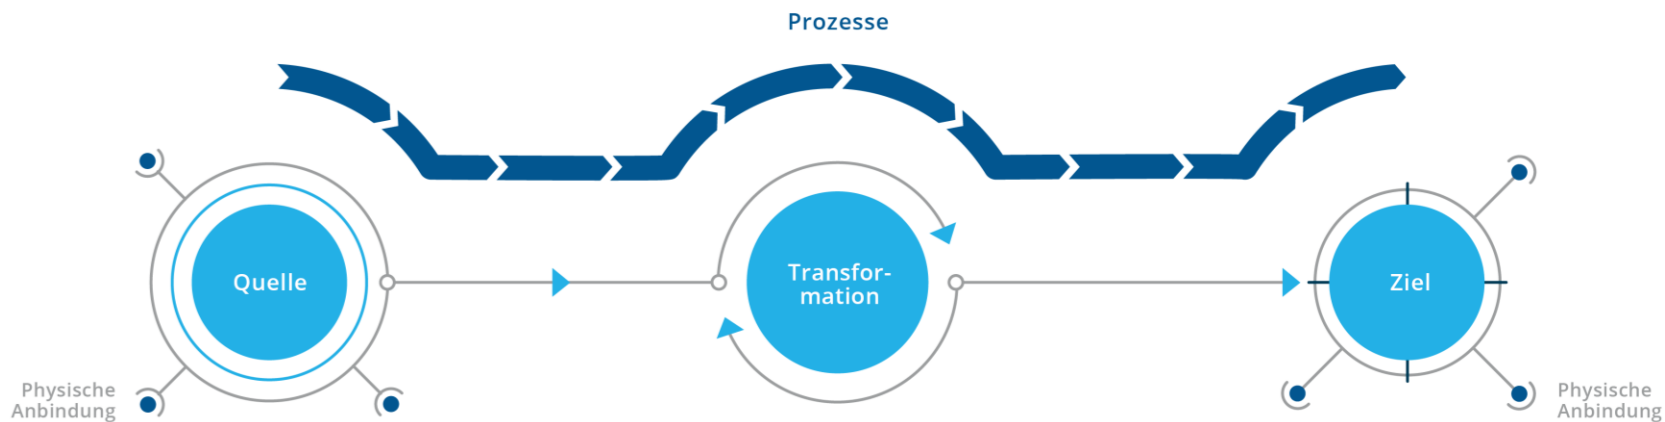 Prozesse
Quelle
Transfor-
mation
Ziel
Physische
Anbindung
Physische
Anbindung